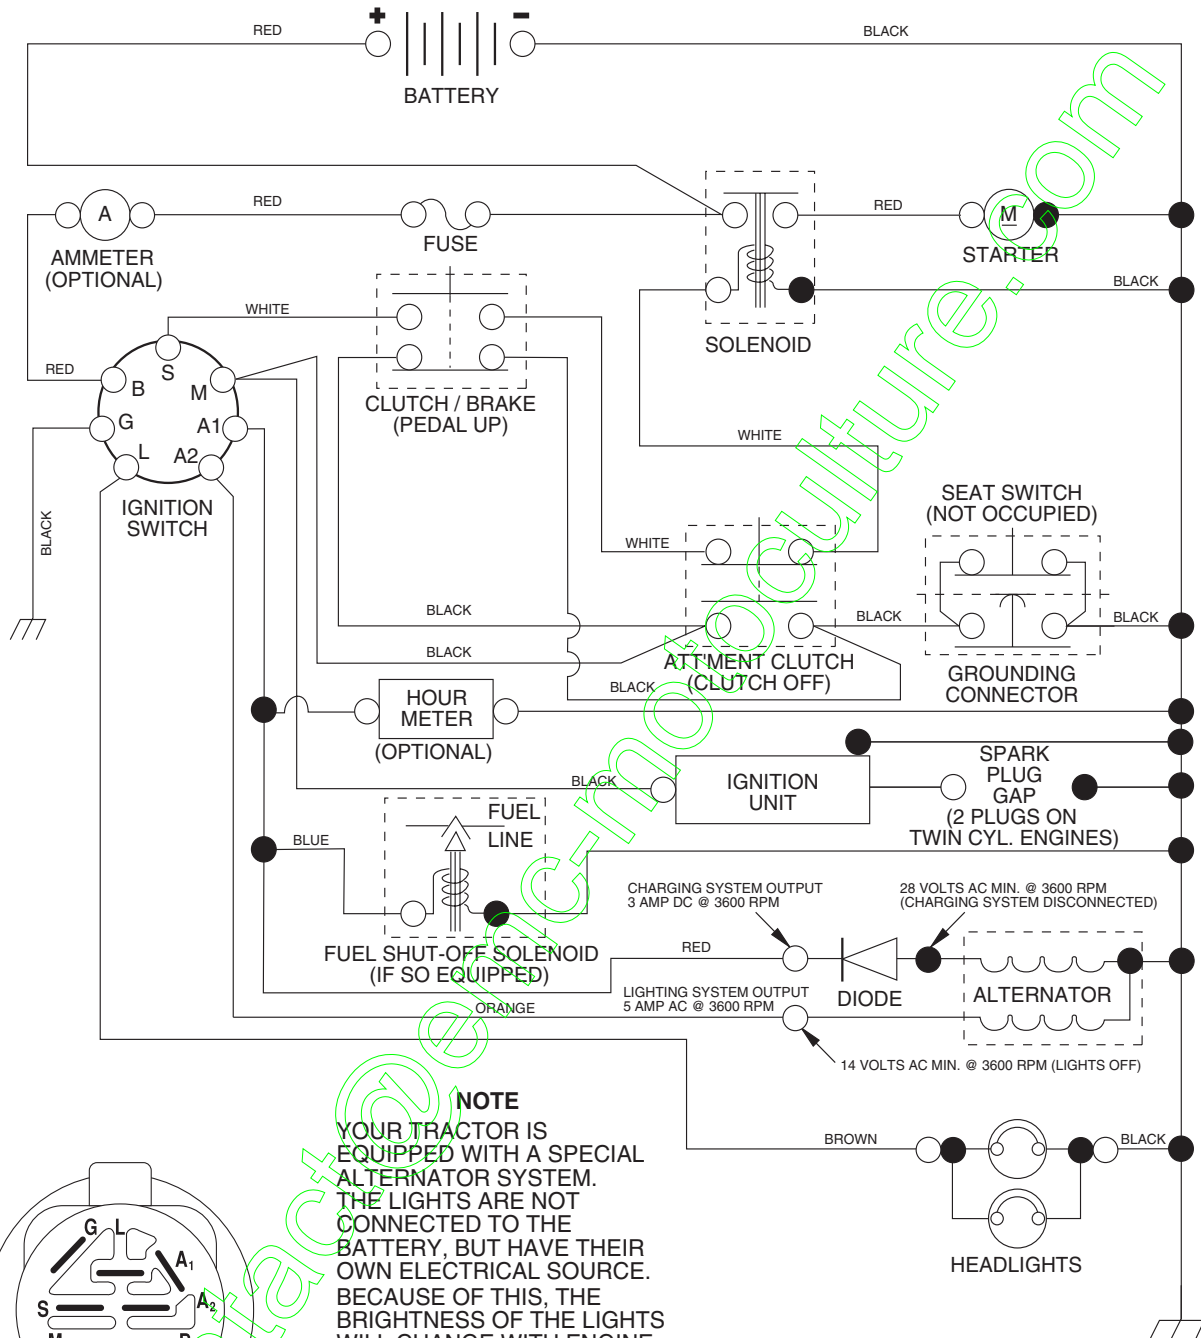 RED
+
-
BLACK
BATTERY
A
RED
AMMETER
(OPTIONAL)
FUSE
RED
M
STARTER
BLACK
SOLENOID
WHITE
RED
S
B
M
G
A1
L
A2
IGNITION
SWITCH
CLUTCH / BRAKE
(PEDAL UP)
WHITE
BLACK
WHITE
SEAT SWITCH
(NOT OCCUPIED)
BLACK
BLACK
BLACK
BLACK
ATT'MENT CLUTCH
(CLUTCH OFF)
BLACK
GROUNDING
CONNECTOR
HOUR
METER
(OPTIONAL)
BLACK
IGNITION
UNIT
SPARK
PLUG
GAP
(2 PLUGS ON
TWIN CYL. ENGINES)
BLUE
FUEL
LINE
FUEL SHUT-OFF SOLENOID
(IF SO EQUIPPED)
CHARGING SYSTEM OUTPUT
3 AMP DC @ 3600 RPM
28 VOLTS AC MIN. @ 3600 RPM
(CHARGING SYSTEM DISCONNECTED)
RED
DIODE
ALTERNATOR
LIGHTING SYSTEM OUTPUT
5 AMP AC @ 3600 RPM
ORANGE
14 VOLTS AC MIN. @ 3600 RPM (LIGHTS OFF)
BROWN
BLACK
HEADLIGHTS
NOTE
YOUR TRACTOR IS
EQUIPPED WITH A SPECIAL
ALTERNATOR SYSTEM.
THE LIGHTS ARE NOT
CONNECTED TO THE
BATTERY, BUT HAVE THEIR
OWN ELECTRICAL SOURCE.
BECAUSE OF THIS, THE
BRIGHTNESS OF THE LIGHTS
WILL CHANGE WITH ENGINE
G L
A1
S
A2
M
B
tact@emc-motoculture.com